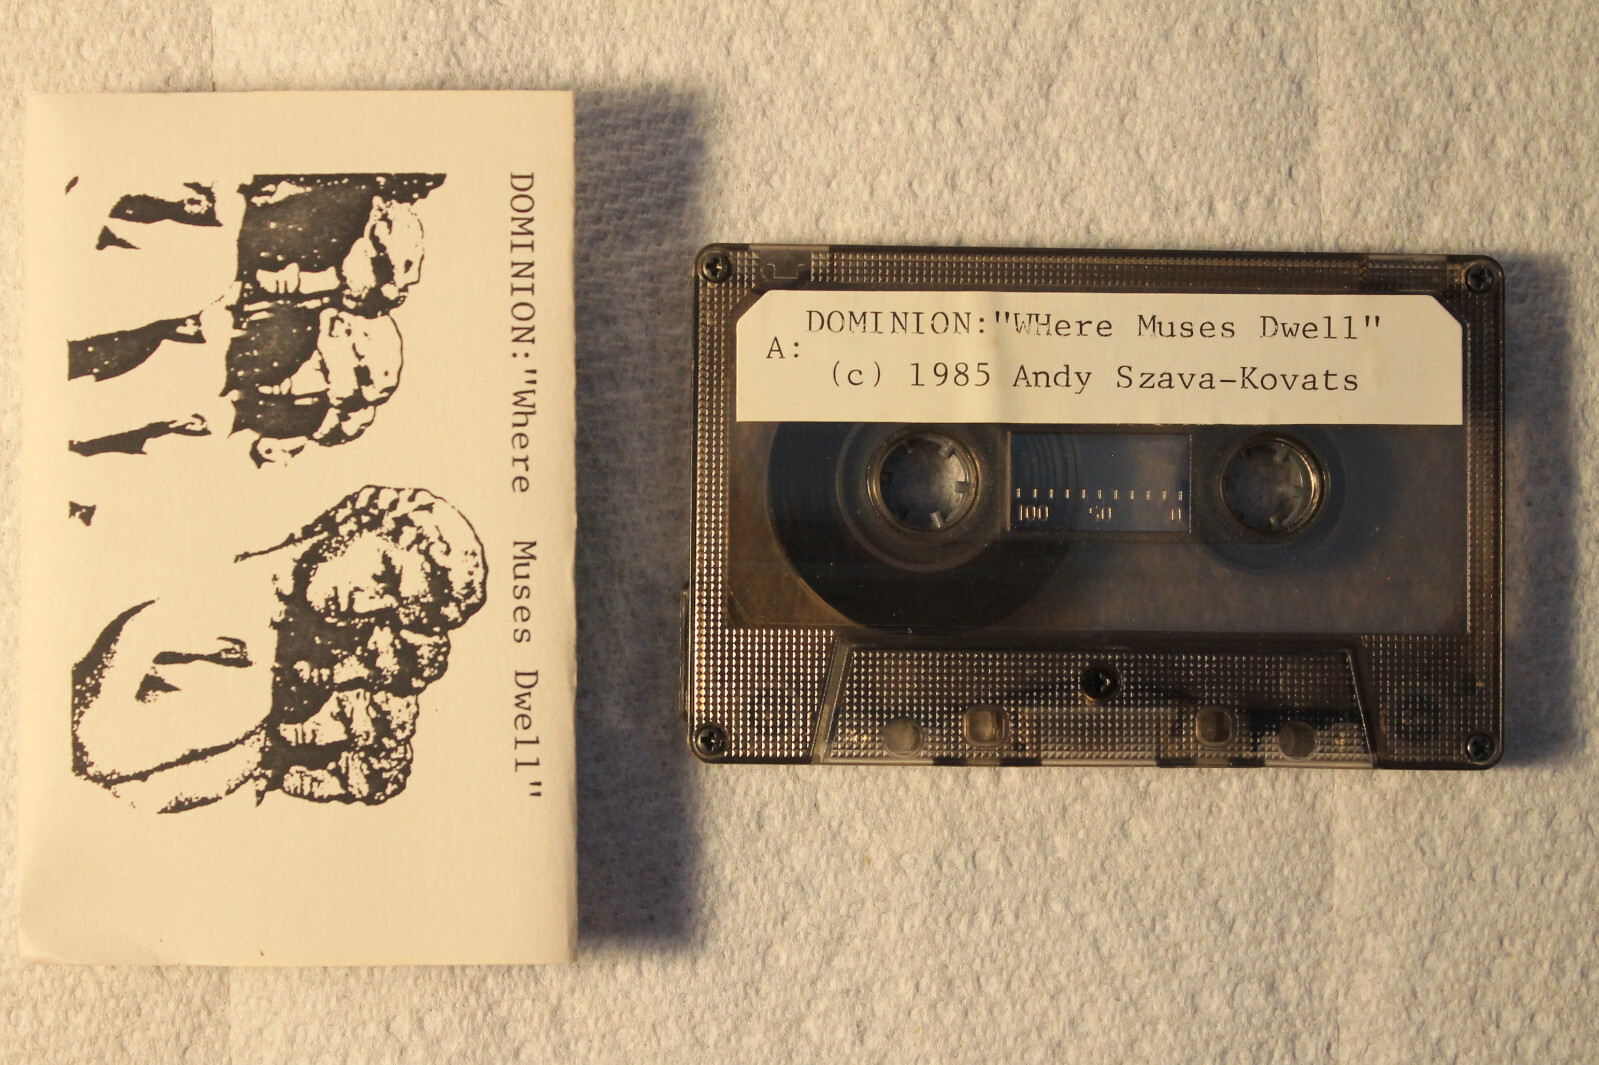 DOMINION:"Where Muses Dwell"
A:
DOMINION:"WHere Muses Dwell"
(c) 1985 Andy Szava-Kovats
100 50 0